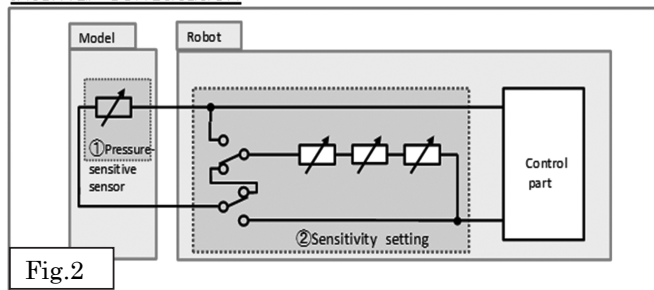 Model
Robot
①Pressure-
sensitive
sensor
Control
part
②Sensitivity setting
Fig.2